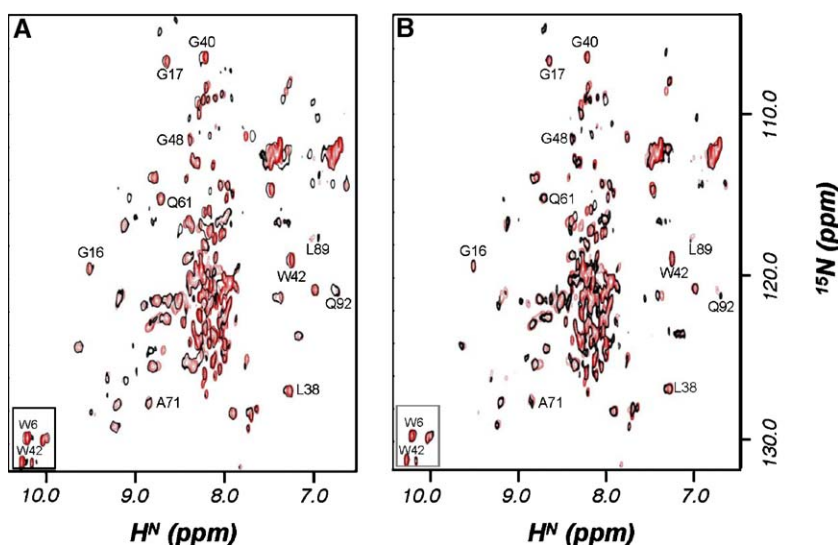 A
G40
G17
G48
Q61
G16
L89
W42
Q92
A71
L38
W6
W42
10.0 9.0 8.0 7.0
Hᴺ (ppm)
B
G40
G17
G48
Q61
G16
L89
W42
Q92
A71
L38
W6
W42
10.0 9.0 8.0 7.0
Hᴺ (ppm)
110.0
120.0
130.0
¹⁵N (ppm)